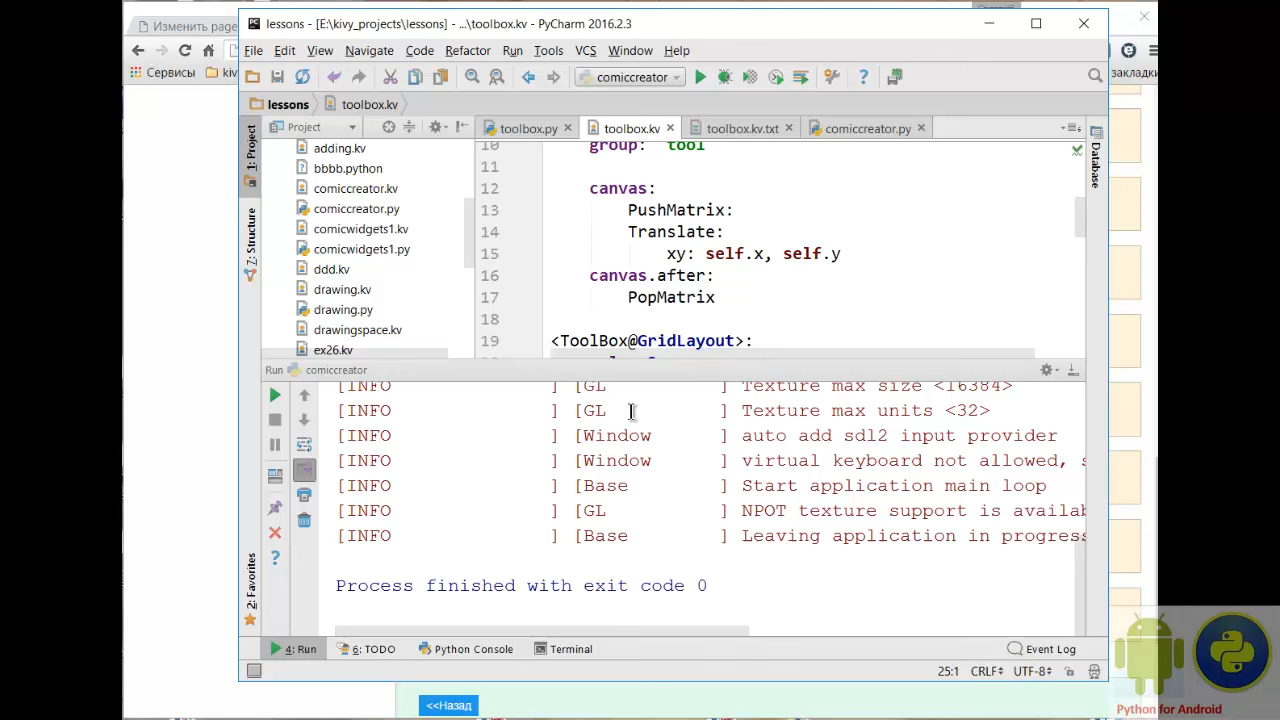 Изменить page
Сервисы
kiv
закладки
lessons - [E:\kivy_projects\lessons] - ...\toolbox.kv - PyCharm 2016.2.3
File Edit View Navigate Code Refactor Run Tools VCS Window Help
comiccreator
lessons toolbox.kv
Project
toolbox.py toolbox.kv toolbox.kv.txt comiccreator.py
1: Project
Structure
2: Favorites
Database
adding.kv
bbbb.python
comiccreator.kv
comiccreator.py
comicwidgets1.kv
comicwidgets1.py
ddd.kv
drawing.kv
drawing.py
drawingspace.kv
ex26.kv
10 group: 'tool'
11
12 canvas:
13 PushMatrix:
14 Translate:
15 xy: self.x, self.y
16 canvas.after:
17 PopMatrix
18
19 <ToolBox@GridLayout>:
Run comiccreator
[INFO ] [GL ] Texture max size <16384>
[INFO ] [GL ] Texture max units <32>
[INFO ] [Window ] auto add sdl2 input provider
[INFO ] [Window ] virtual keyboard not allowed, s
[INFO ] [Base ] Start application main loop
[INFO ] [GL ] NPOT texture support is availab
[INFO ] [Base ] Leaving application in progress
Process finished with exit code 0
4: Run 6: TODO Python Console Terminal Event Log
25:1 CRLF UTF-8
<<Назад
Python for Android